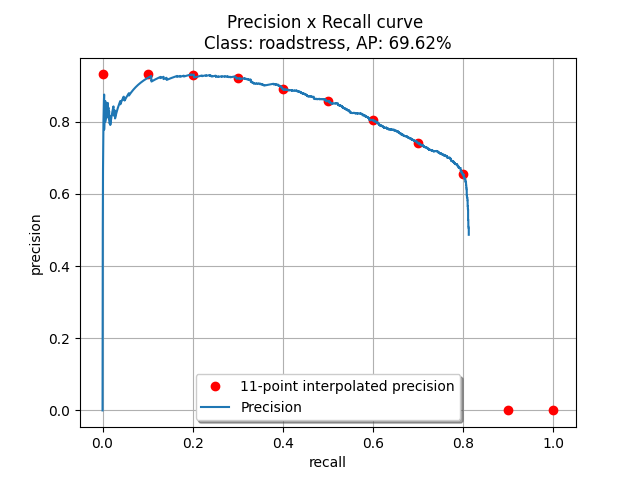 Precision x Recall curve
Class: roadstress, AP: 69.62%
precision
0.8
0.6
0.4
0.2
0.0
11-point interpolated precision
Precision
0.0 0.2 0.4 0.6 0.8 1.0
recall